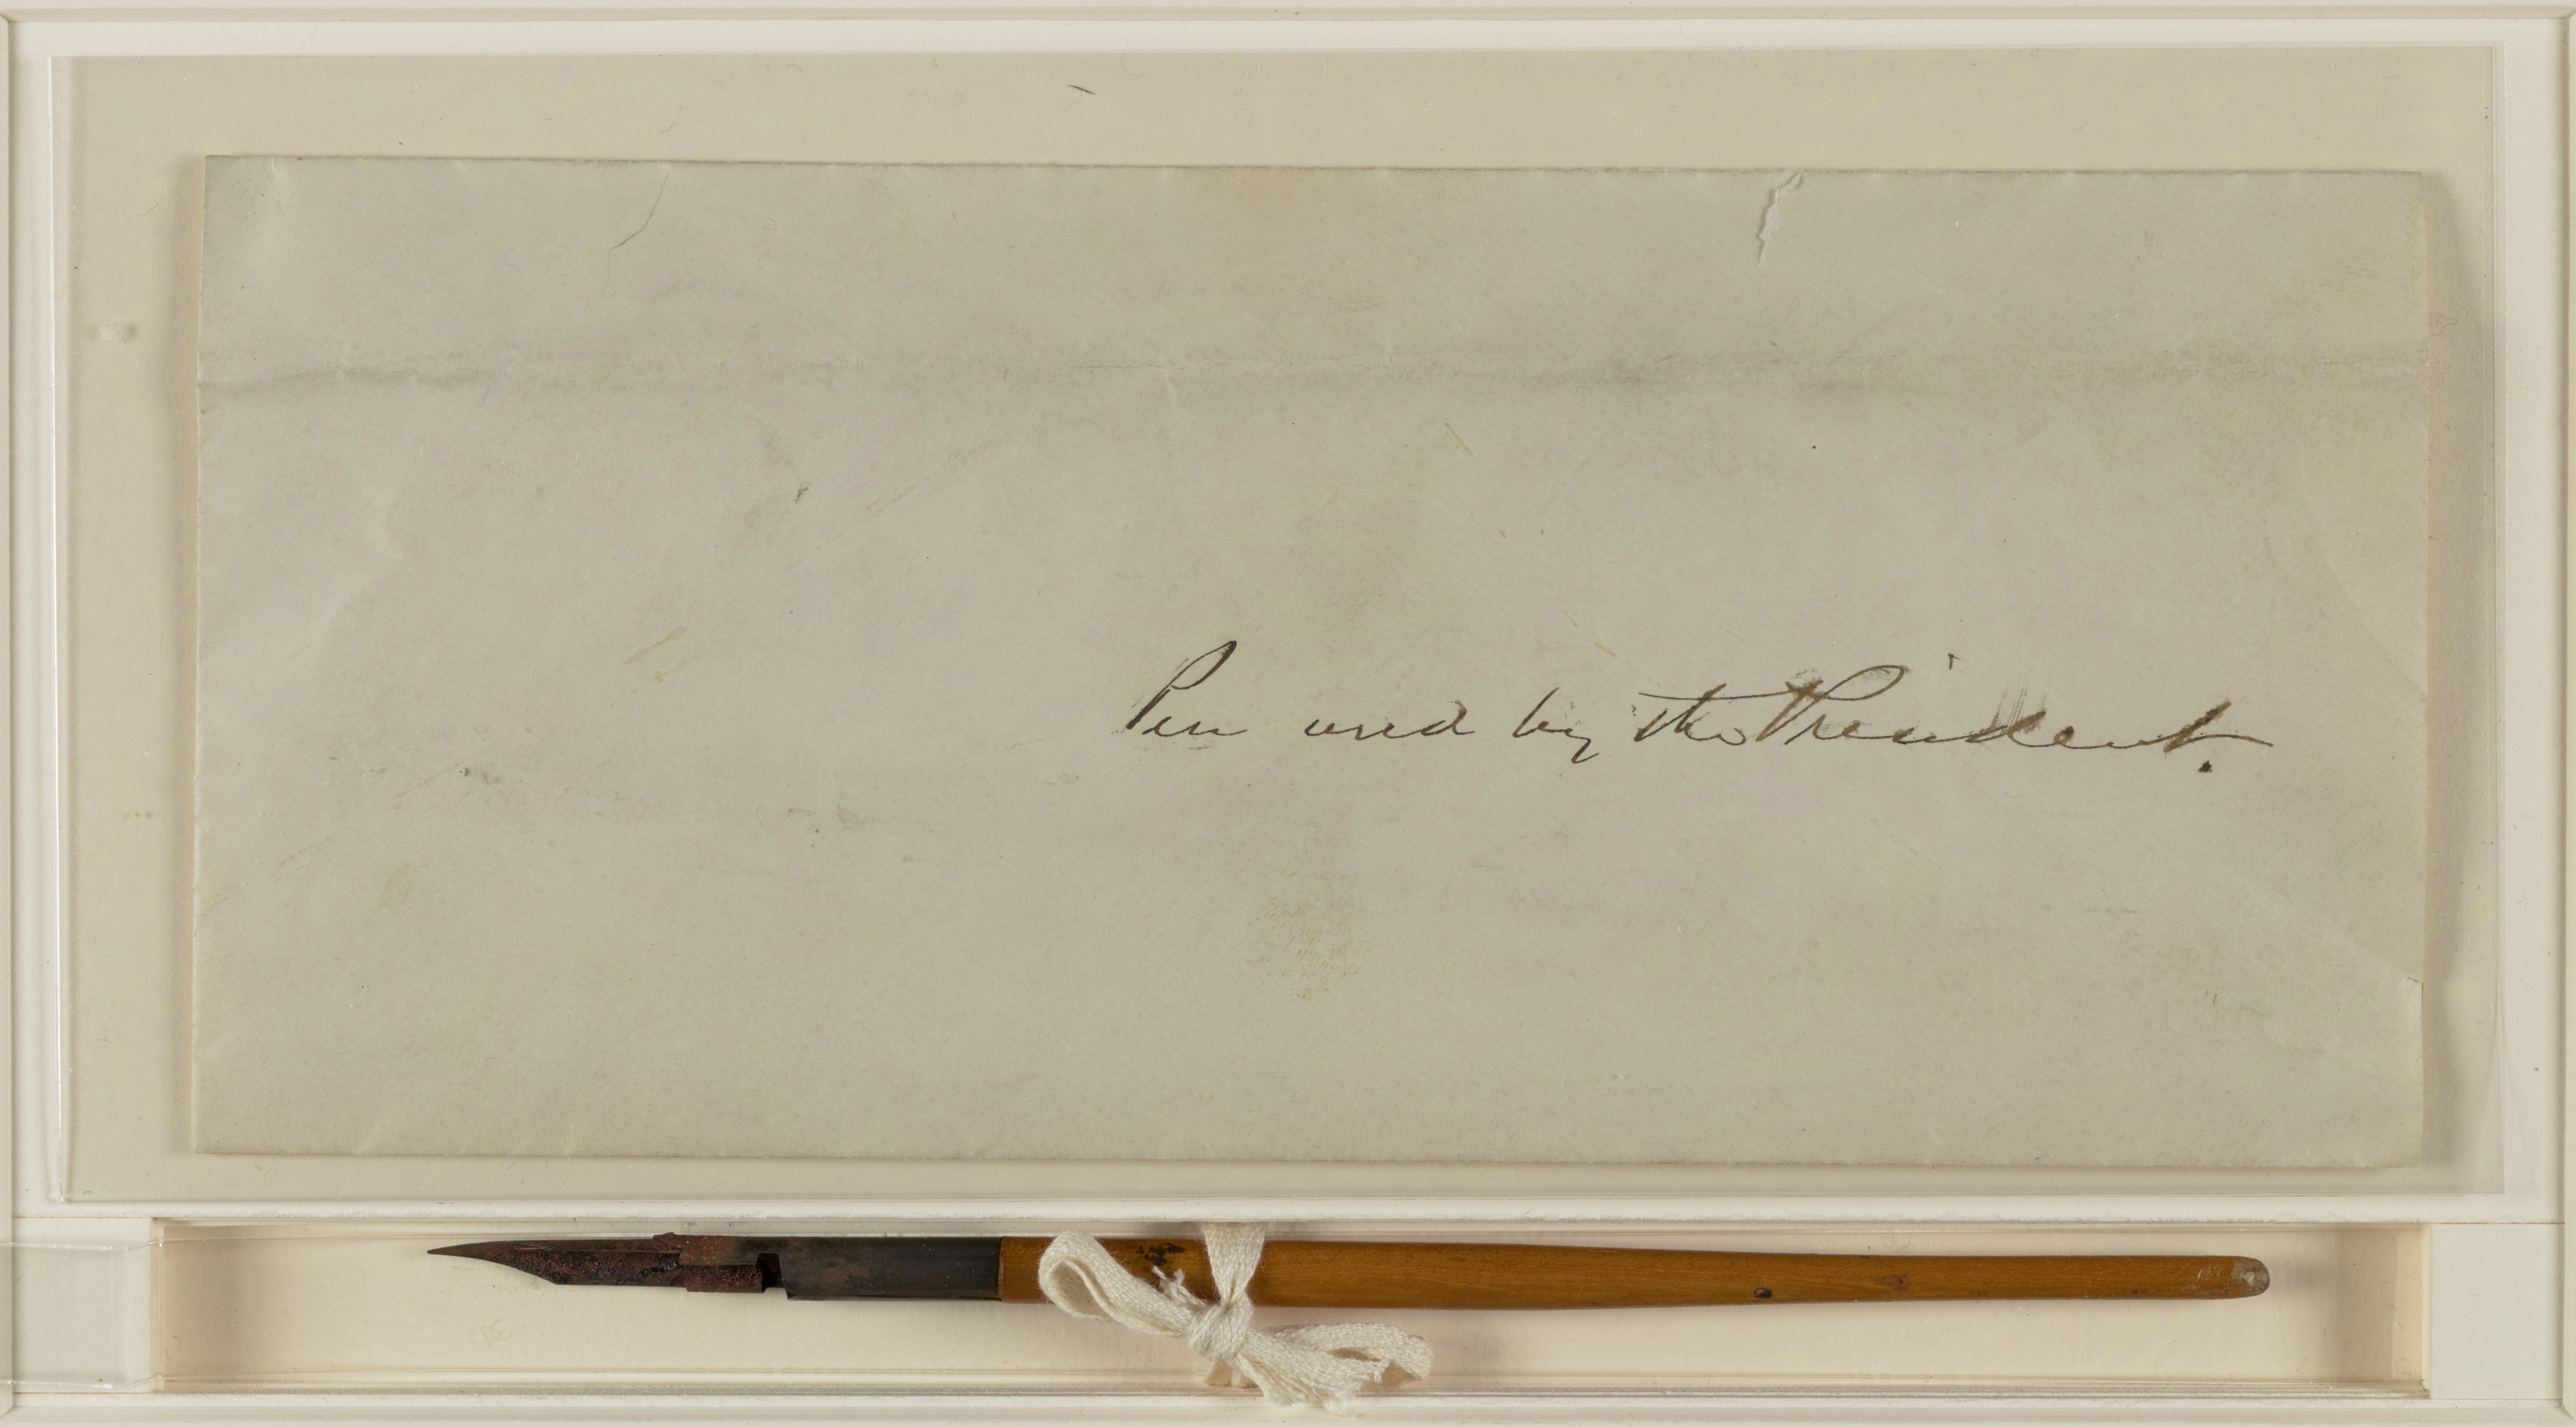 Pen used by the President.